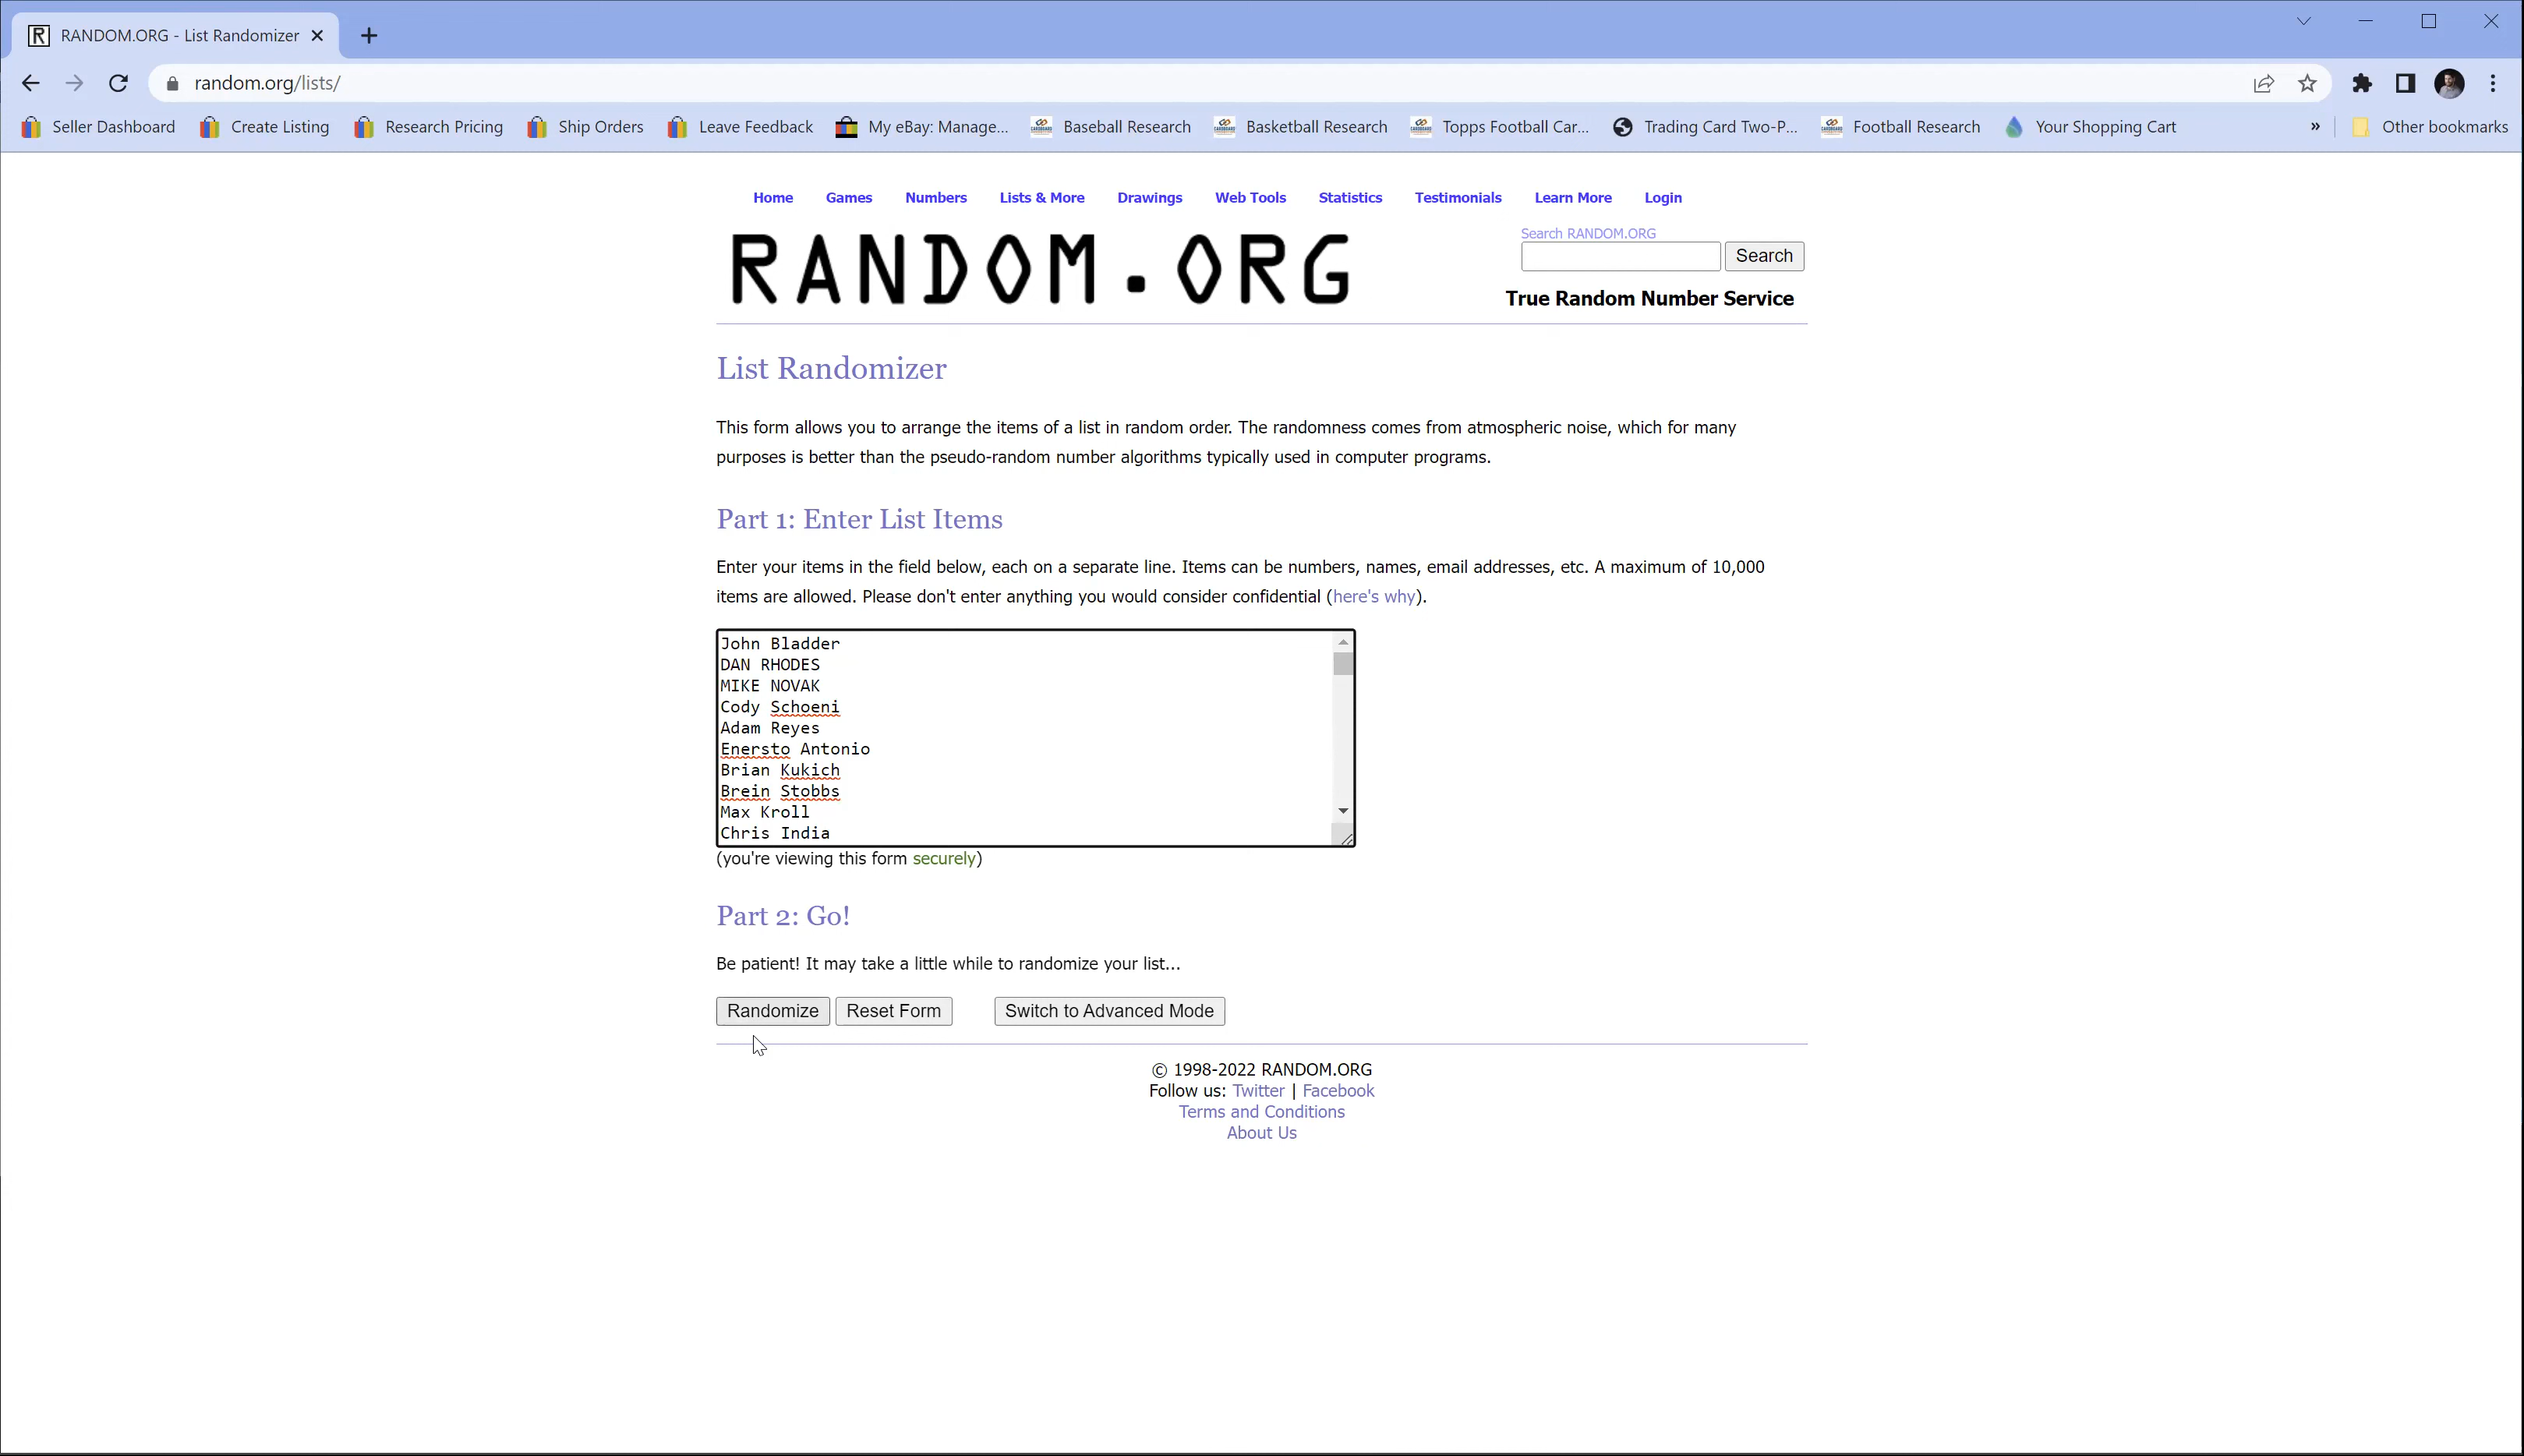 RANDOM.ORG - List Randomizer
random.org/lists/
Seller Dashboard Create Listing Research Pricing Ship Orders Leave Feedback My eBay: Manage... Baseball Research Basketball Research Topps Football Car... Trading Card Two-P... Football Research Your Shopping Cart » Other bookmarks
Home Games Numbers Lists & More Drawings Web Tools Statistics Testimonials Learn More Login
RANDOM.ORG
Search RANDOM.ORG
Search
True Random Number Service
List Randomizer
This form allows you to arrange the items of a list in random order. The randomness comes from atmospheric noise, which for many
purposes is better than the pseudo-random number algorithms typically used in computer programs.
Part 1: Enter List Items
Enter your items in the field below, each on a separate line. Items can be numbers, names, email addresses, etc. A maximum of 10,000
items are allowed. Please don't enter anything you would consider confidential (here's why).
John Bladder
DAN RHODES
MIKE NOVAK
Cody Schoeni
Adam Reyes
Enersto Antonio
Brian Kukich
Brein Stobbs
Max Kroll
Chris India
(you're viewing this form securely)
Part 2: Go!
Be patient! It may take a little while to randomize your list...
Randomize Reset Form Switch to Advanced Mode
© 1998-2022 RANDOM.ORG
Follow us: Twitter | Facebook
Terms and Conditions
About Us